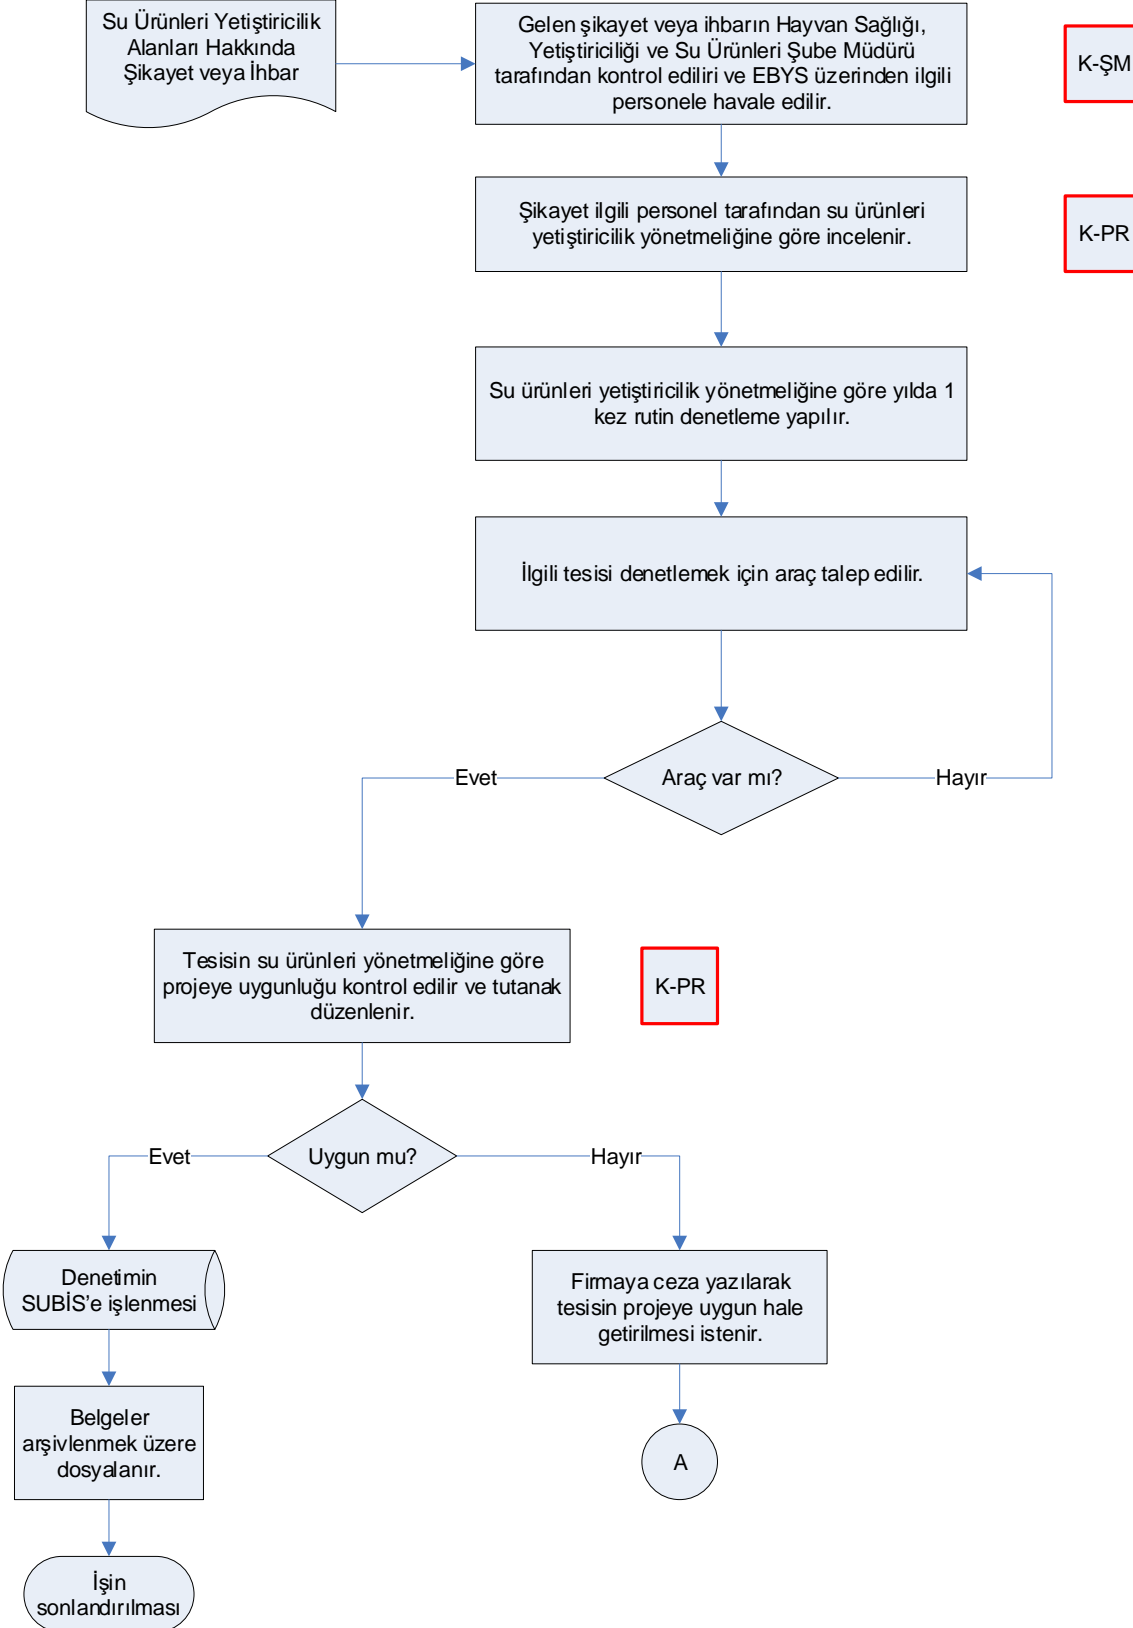 Su Ürünleri Yetiştiricilik
Alanları Hakkında
Şikayet veya İhbar
Gelen şikayet veya ihbarın Hayvan Sağlığı,
Yetiştiriciliği ve Su Ürünleri Şube Müdürü
tarafından kontrol ediliri ve EBYS üzerinden ilgili
personele havale edilir.
K-ŞM
Şikayet ilgili personel tarafından su ürünleri
yetiştiricilik yönetmeliğine göre incelenir.
K-PR
Su ürünleri yetiştiricilik yönetmeliğine göre yılda 1
kez rutin denetleme yapılır.
İlgili tesisi denetlemek için araç talep edilir.
Araç var mı?
Evet
Hayır
Tesisin su ürünleri yönetmeliğine göre
projeye uygunluğu kontrol edilir ve tutanak
düzenlenir.
K-PR
Uygun mu?
Evet
Hayır
Denetimin
SUBİS’e işlenmesi
Firmaya ceza yazılarak
tesisin projeye uygun hale
getirilmesi istenir.
Belgeler
arşivlenmek üzere
dosyalanır.
A
İşin
sonlandırılması